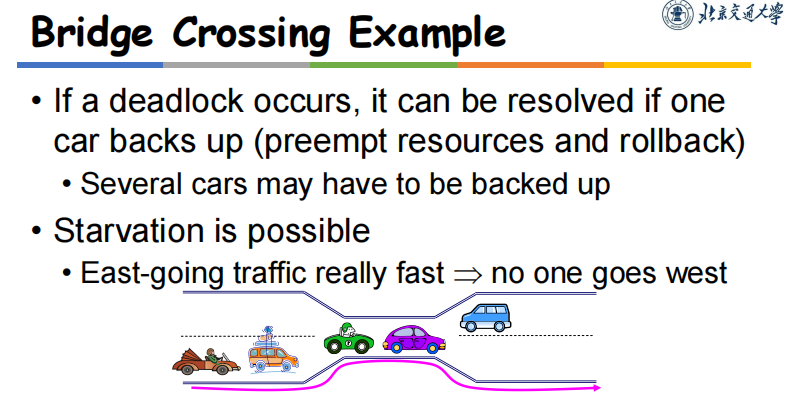 Bridge Crossing Example
北京交通大学
• If a deadlock occurs, it can be resolved if one
car backs up (preempt resources and rollback)
• Several cars may have to be backed up
• Starvation is possible
• East-going traffic really fast ⇒ no one goes west